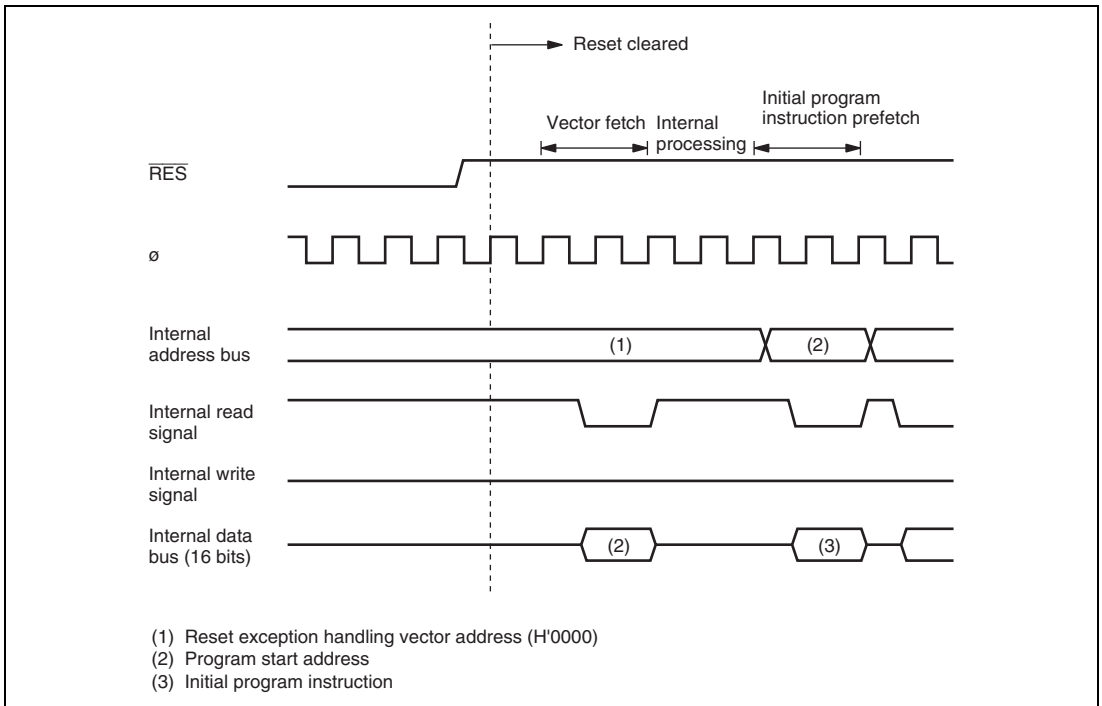 Reset cleared
Initial program
Vector fetch Internal instruction prefetch
processing
R̅E̅S̅
ø
Internal
address bus
(1)
(2)
Internal read
signal
Internal write
signal
Internal data
bus (16 bits)
(2)
(3)
(1) Reset exception handling vector address (H'0000)
(2) Program start address
(3) Initial program instruction